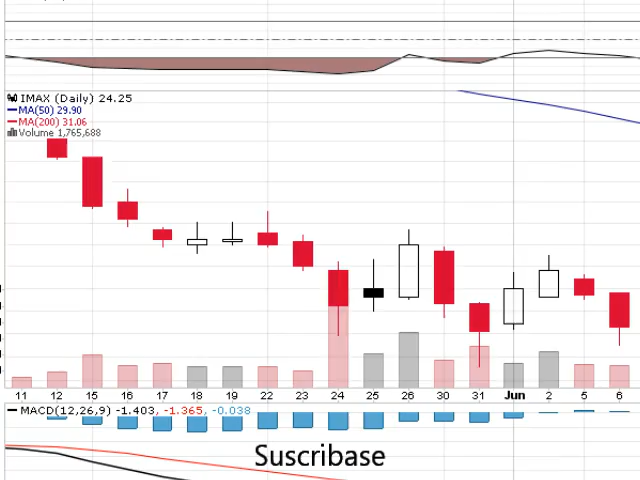 IMAX (Daily) 24.25
MA(50) 29.90
MA(200) 31.06
Volume 1,765,688
11 12 15 16 17 18 19 22 23 24 25 26 30 31 Jun 2 5 6
MACD(12,26,9) -1.403, -1.365, -0.038
Suscribase